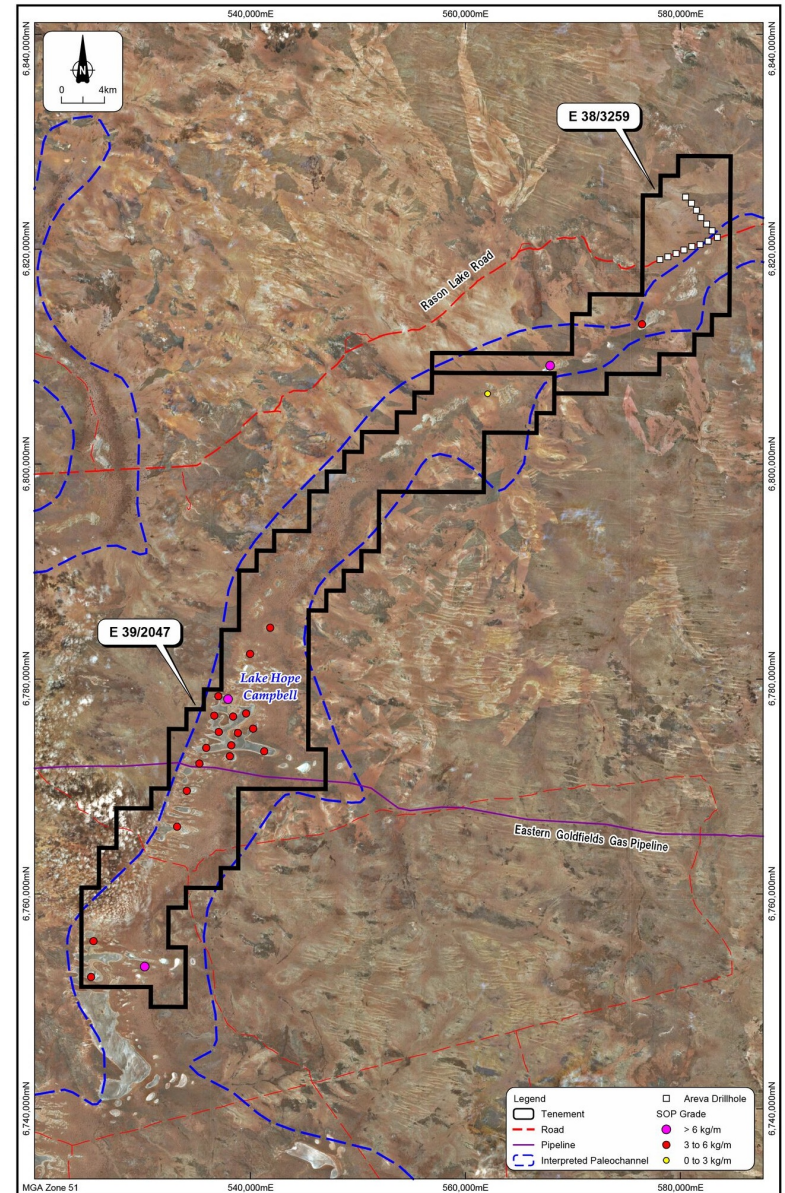 540,000mE
560,000mE
580,000mE
6,840,000mN
6,840,000mN
N
0
4km
E 38/3259
6,820,000mN
6,820,000mN
Rason Lake Road
6,800,000mN
6,800,000mN
E 39/2047
Lake Hope
Campbell
6,780,000mN
6,780,000mN
Eastern Goldfields Gas Pipeline
6,760,000mN
6,760,000mN
6,740,000mN
6,740,000mN
Legend
Tenement
Road
Pipeline
Interpreted Paleochannel
Areva Drillhole
SOP Grade
> 6 kg/m
3 to 6 kg/m
0 to 3 kg/m
MGA Zone 51
540,000mE
560,000mE
580,000mE